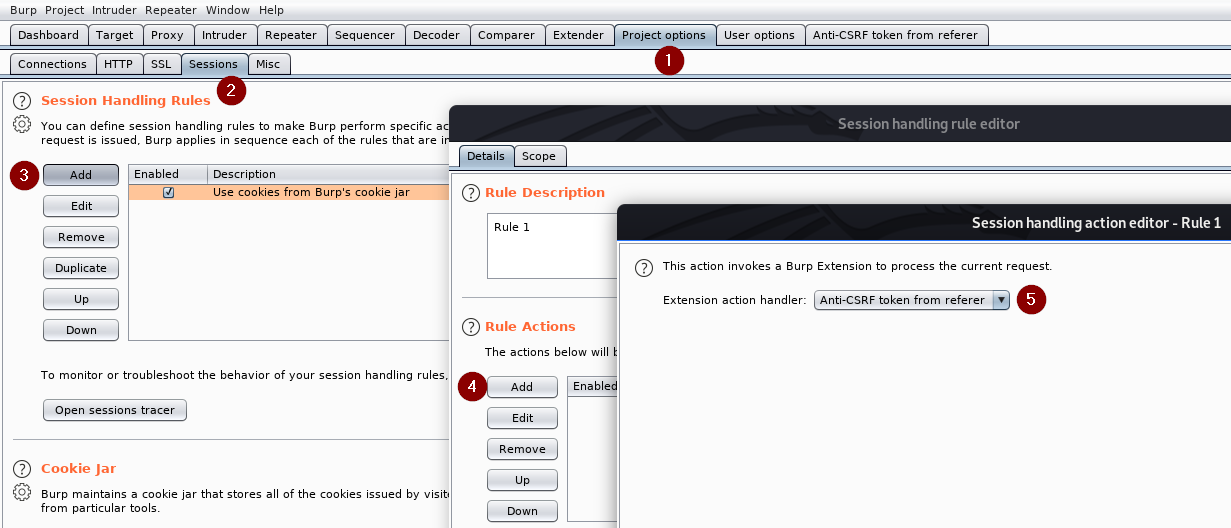 Burp Project Intruder Repeater Window Help
Dashboard Target Proxy Intruder Repeater Sequencer Decoder Comparer Extender Project options User options Anti-CSRF token from referer
1
Connections HTTP SSL Sessions Misc
2
? Session Handling Rules
You can define session handling rules to make Burp perform specific ac
request is issued, Burp applies in sequence each of the rules that are in
3 Add
Edit
Remove
Duplicate
Up
Down
Enabled Description
Use cookies from Burp's cookie jar
To monitor or troubleshoot the behavior of your session handling rules,
Open sessions tracer
? Cookie Jar
Burp maintains a cookie jar that stores all of the cookies issued by visite
from particular tools.
Session handling rule editor
Details Scope
? Rule Description
Rule 1
? Rule Actions
The actions below will b
4 Add
Edit
Remove
Up
Down
Enabled
Session handling action editor - Rule 1
? This action invokes a Burp Extension to process the current request.
Extension action handler: Anti-CSRF token from referer 5